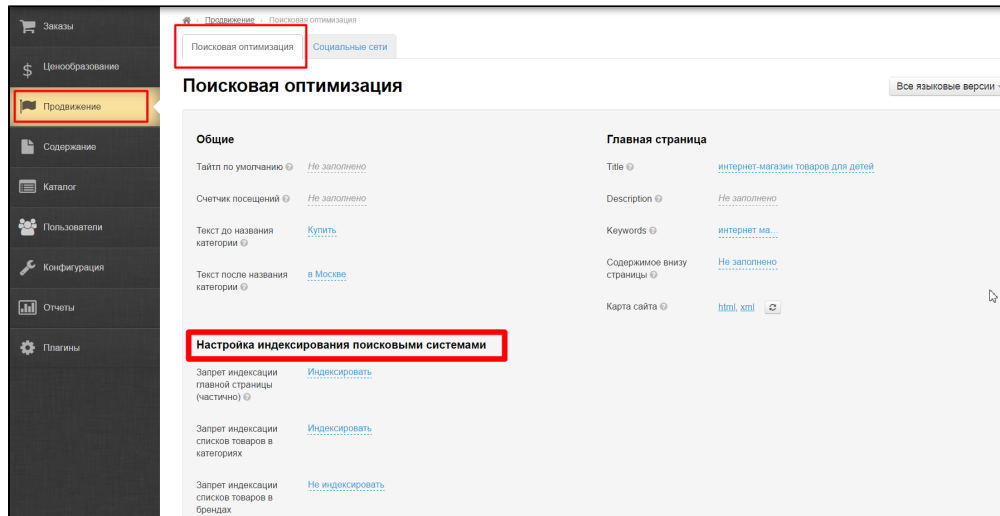 Заказы
Ценообразование
Продвижение
Содержание
Каталог
Пользователи
Конфигурация
Отчеты
Плагины
Продвижение Поисковая оптимизация
Поисковая оптимизация Социальные сети
Поисковая оптимизация
Все языковые версии
Общие
Тайтл по умолчанию Не заполнено
Счетчик посещений Не заполнено
Текст до названия Купить
категории
Текст после названия в Москве
категории
Главная страница
Title интернет-магазин товаров для детей
Description Не заполнено
Keywords интернет ма...
Содержимое внизу Не заполнено
страницы
Карта сайта html, xml
Настройка индексирования поисковыми системами
Запрет индексации Индексировать
главной страницы
(частично)
Запрет индексации Индексировать
списков товаров в
категориях
Запрет индексации Не индексировать
списков товаров в
брендах